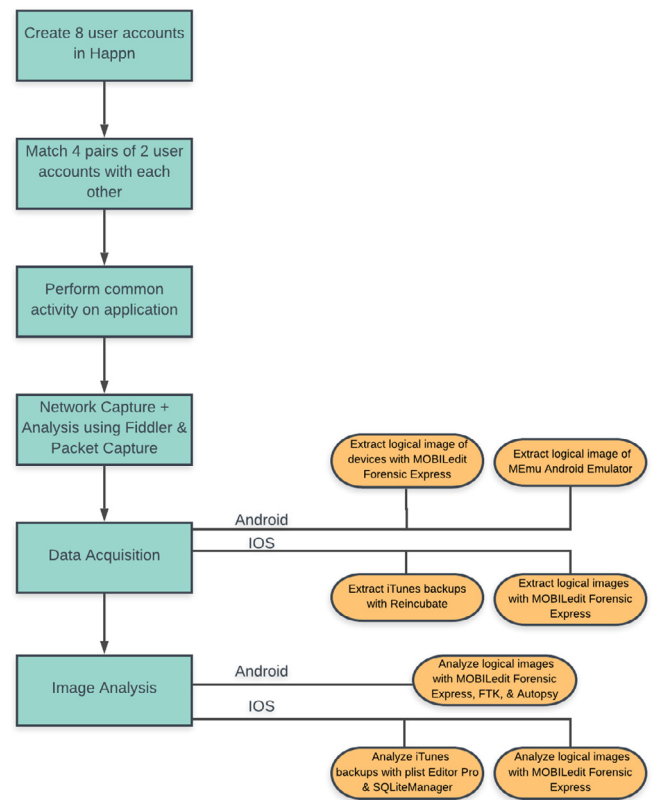 Create 8 user accounts
in Happn
Match 4 pairs of 2 user
accounts with each
other
Perform common
activity on application
Network Capture +
Analysis using Fiddler &
Packet Capture
Extract logical image of
devices with MOBILedit
Forensic Express
Extract logical image of
MEmu Android Emulator
Data Acquisition
Android
IOS
Extract iTunes backups
with Reincubate
Extract logical images
with MOBILedit Forensic
Express
Image Analysis
Android
Analyze logical images
with MOBILedit Forensic
Express, FTK, & Autopsy
IOS
Analyze iTunes
backups with plist Editor Pro
& SQLiteManager
Analyze logical images
with MOBILedit Forensic
Express